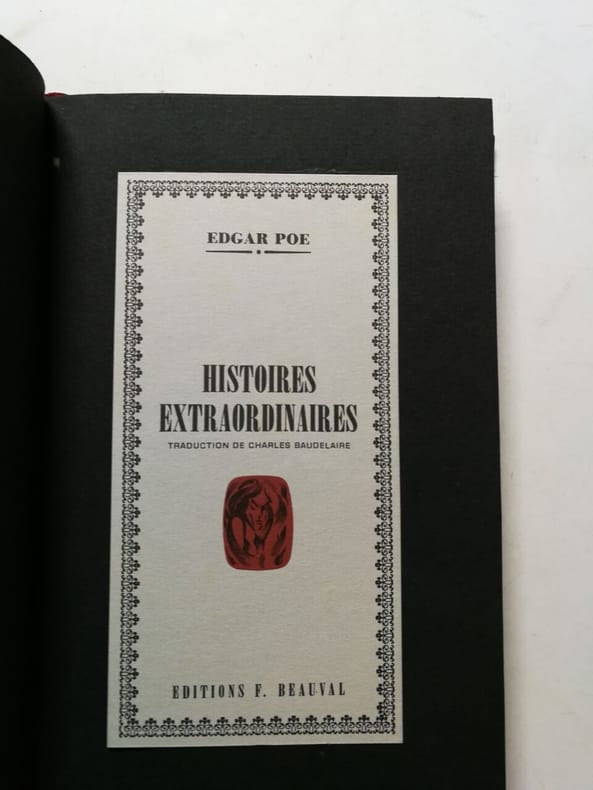 EDGAR POE
HISTOIRES
EXTRAORDINAIRES
TRADUCTION DE CHARLES BAUDELAIRE
EDITIONS F. BEAUVAL